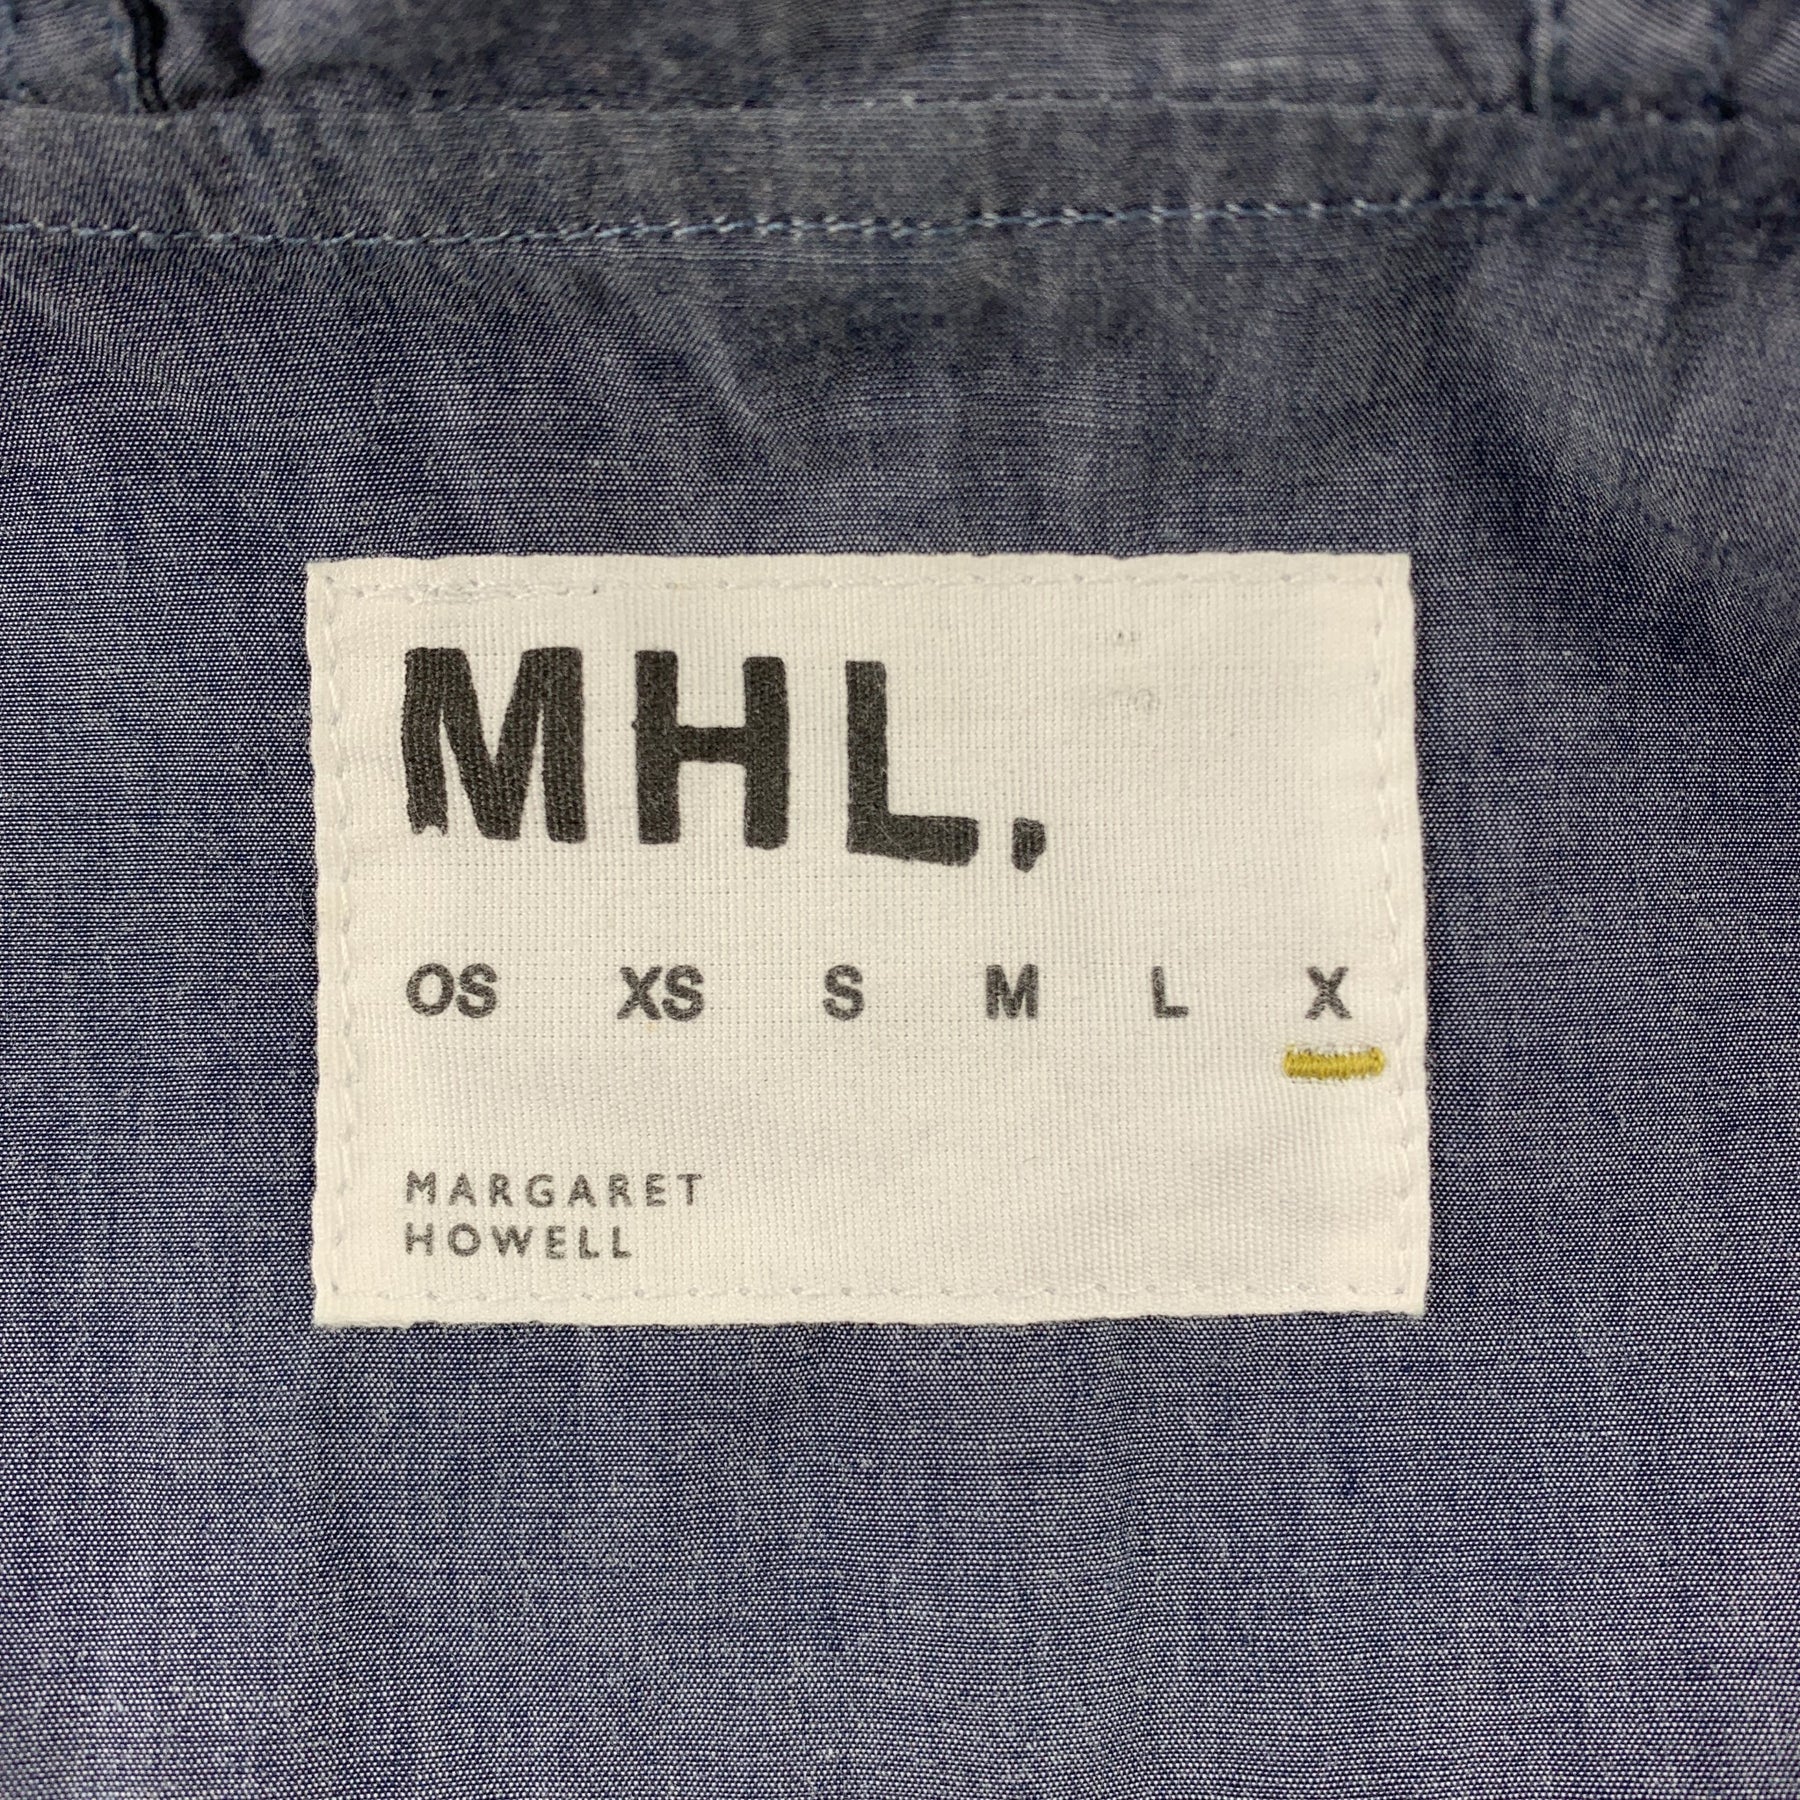 MHL.
OS XS S M L X
MARGARET
HOWELL